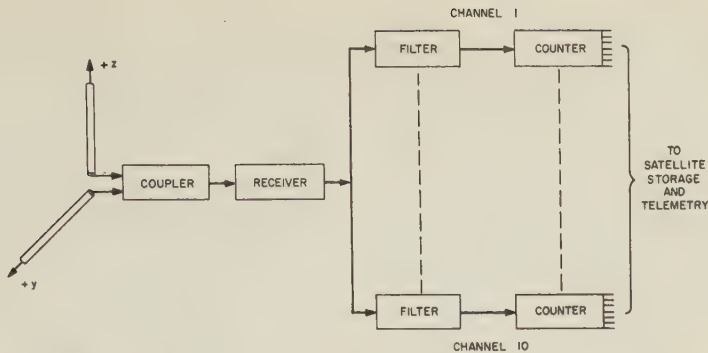 CHANNEL 1
FILTER
COUNTER
+z
COUPLER
RECEIVER
TO
SATELLITE
STORAGE
AND
TELEMETRY
+y
FILTER
COUNTER
CHANNEL 10